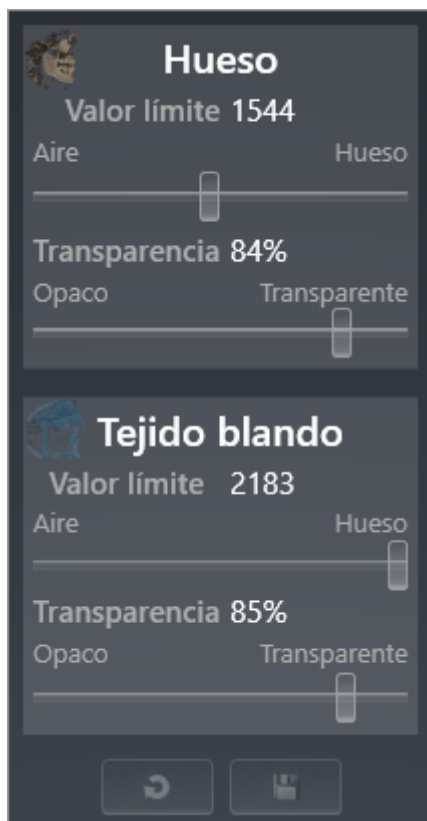 Hueso
Valor límite 1544
Aire Hueso
Transparencia 84%
Opaco Transparente
Tejido blando
Valor límite 2183
Aire Hueso
Transparencia 85%
Opaco Transparente